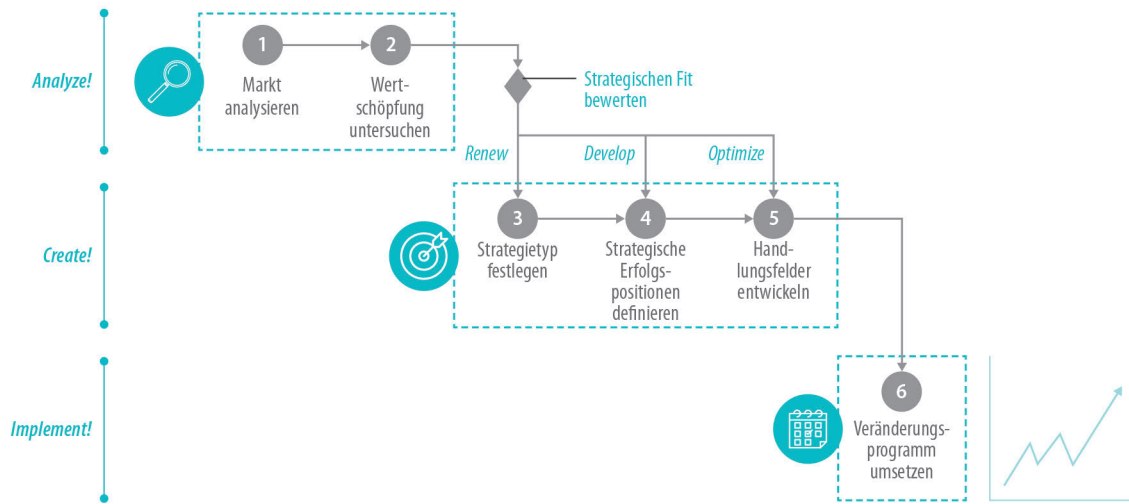 Analyze!
1
2
Markt
analysieren
Wert-
schöpfung
untersuchen
Strategischen Fit
bewerten
Renew
Develop
Optimize
Create!
3
4
5
Strategietyp
festlegen
Strategische
Erfolgs-
positionen
definieren
Hand-
lungsfelder
entwickeln
Implement!
6
Veränderungs-
programm
umsetzen